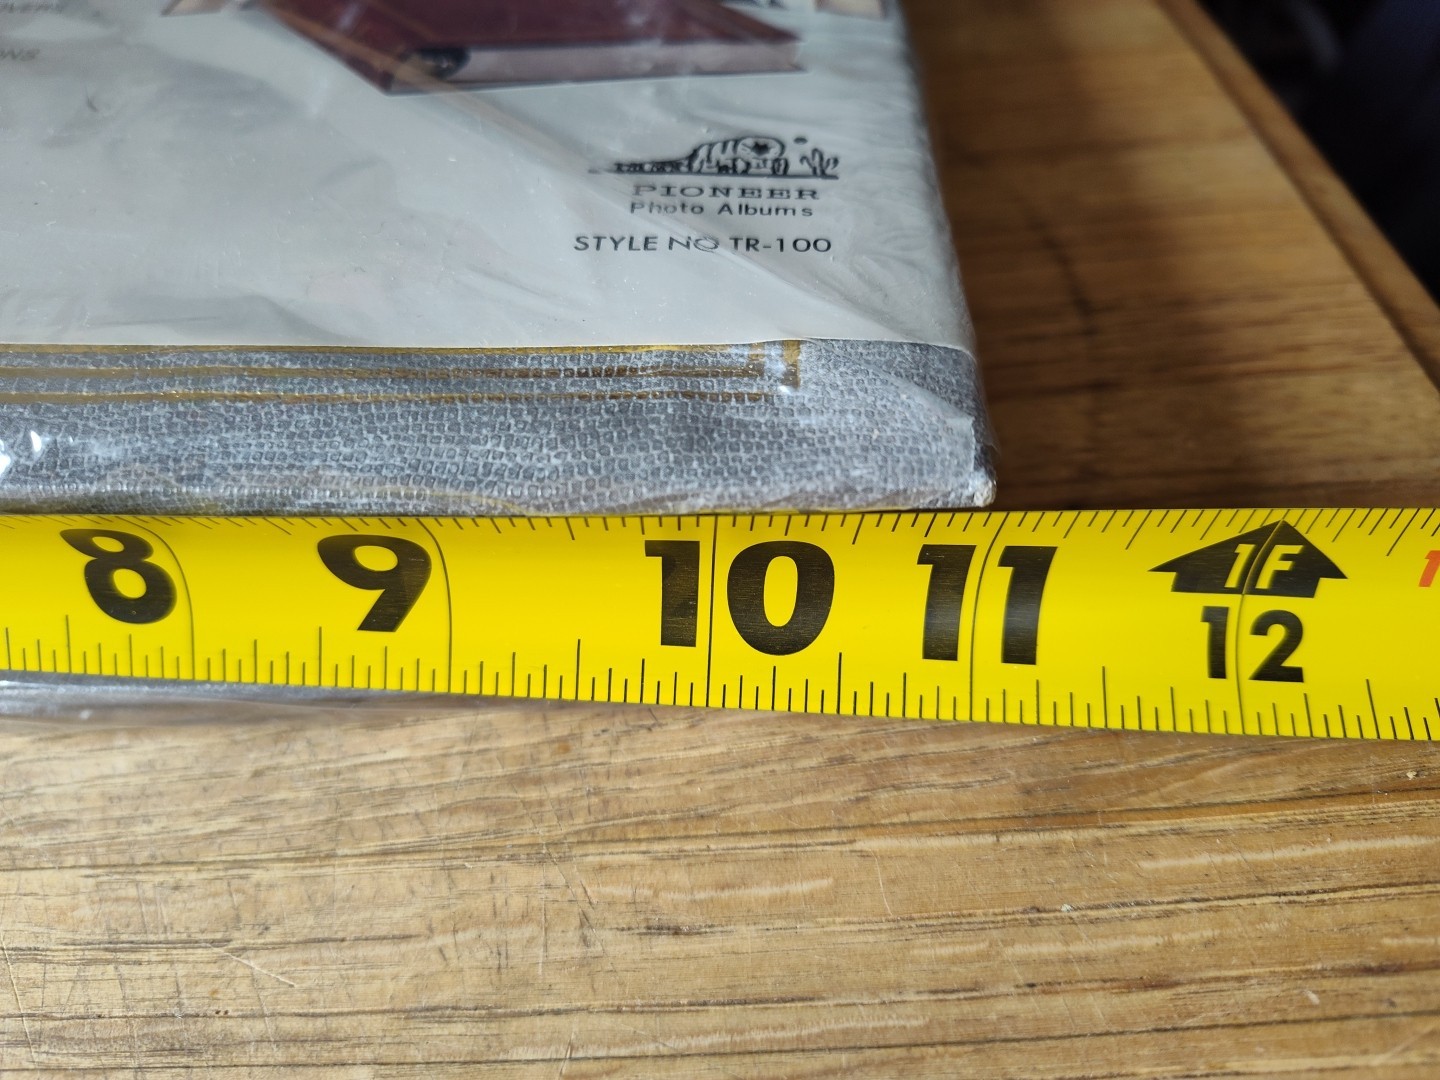 PIONEER
Photo Albums
STYLE NO TR-100
8 9 10 11 12
1F